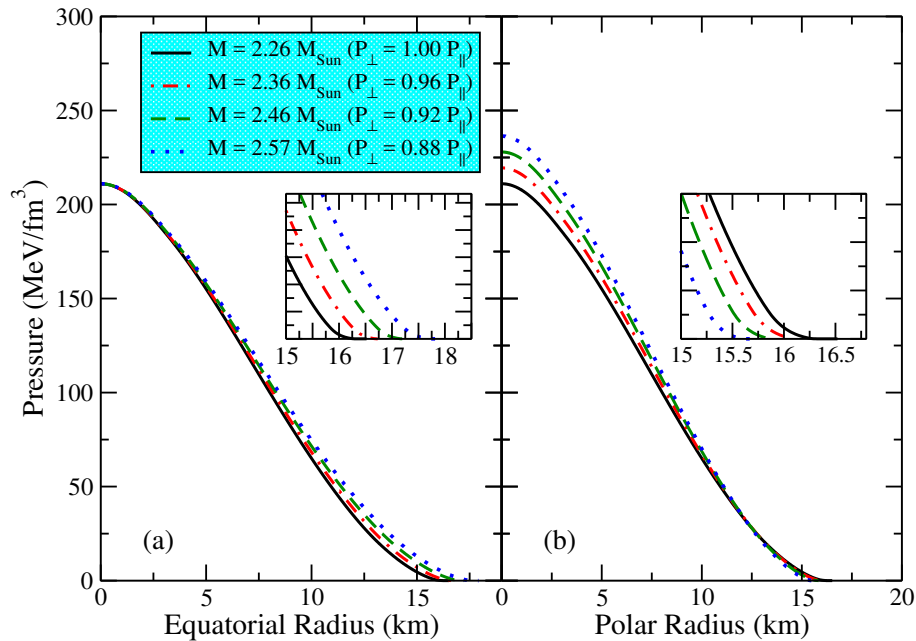 300
250
200
150
100
50
0
Pressure (MeV/fm³)
M = 2.26 M_Sun (P_⊥ = 1.00 P_∥)
M = 2.36 M_Sun (P_⊥ = 0.96 P_∥)
M = 2.46 M_Sun (P_⊥ = 0.92 P_∥)
M = 2.57 M_Sun (P_⊥ = 0.88 P_∥)
15 16 17 18
15 15.5 16 16.5
(a)
(b)
0 5 10 15
0 5 10 15 20
Equatorial Radius (km)
Polar Radius (km)